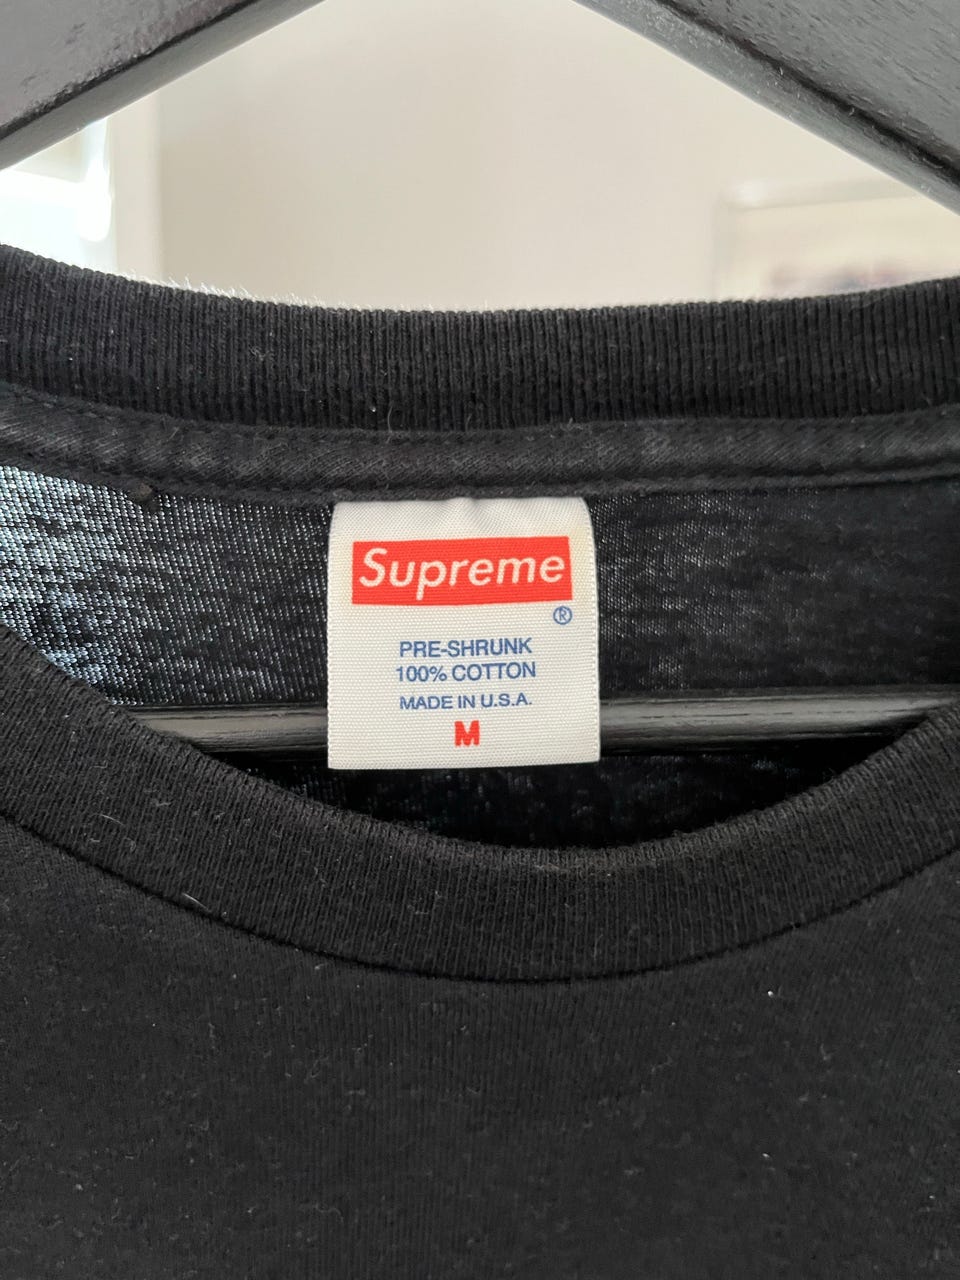 Supreme
®
PRE-SHRUNK
100% COTTON
MADE IN U.S.A.
M